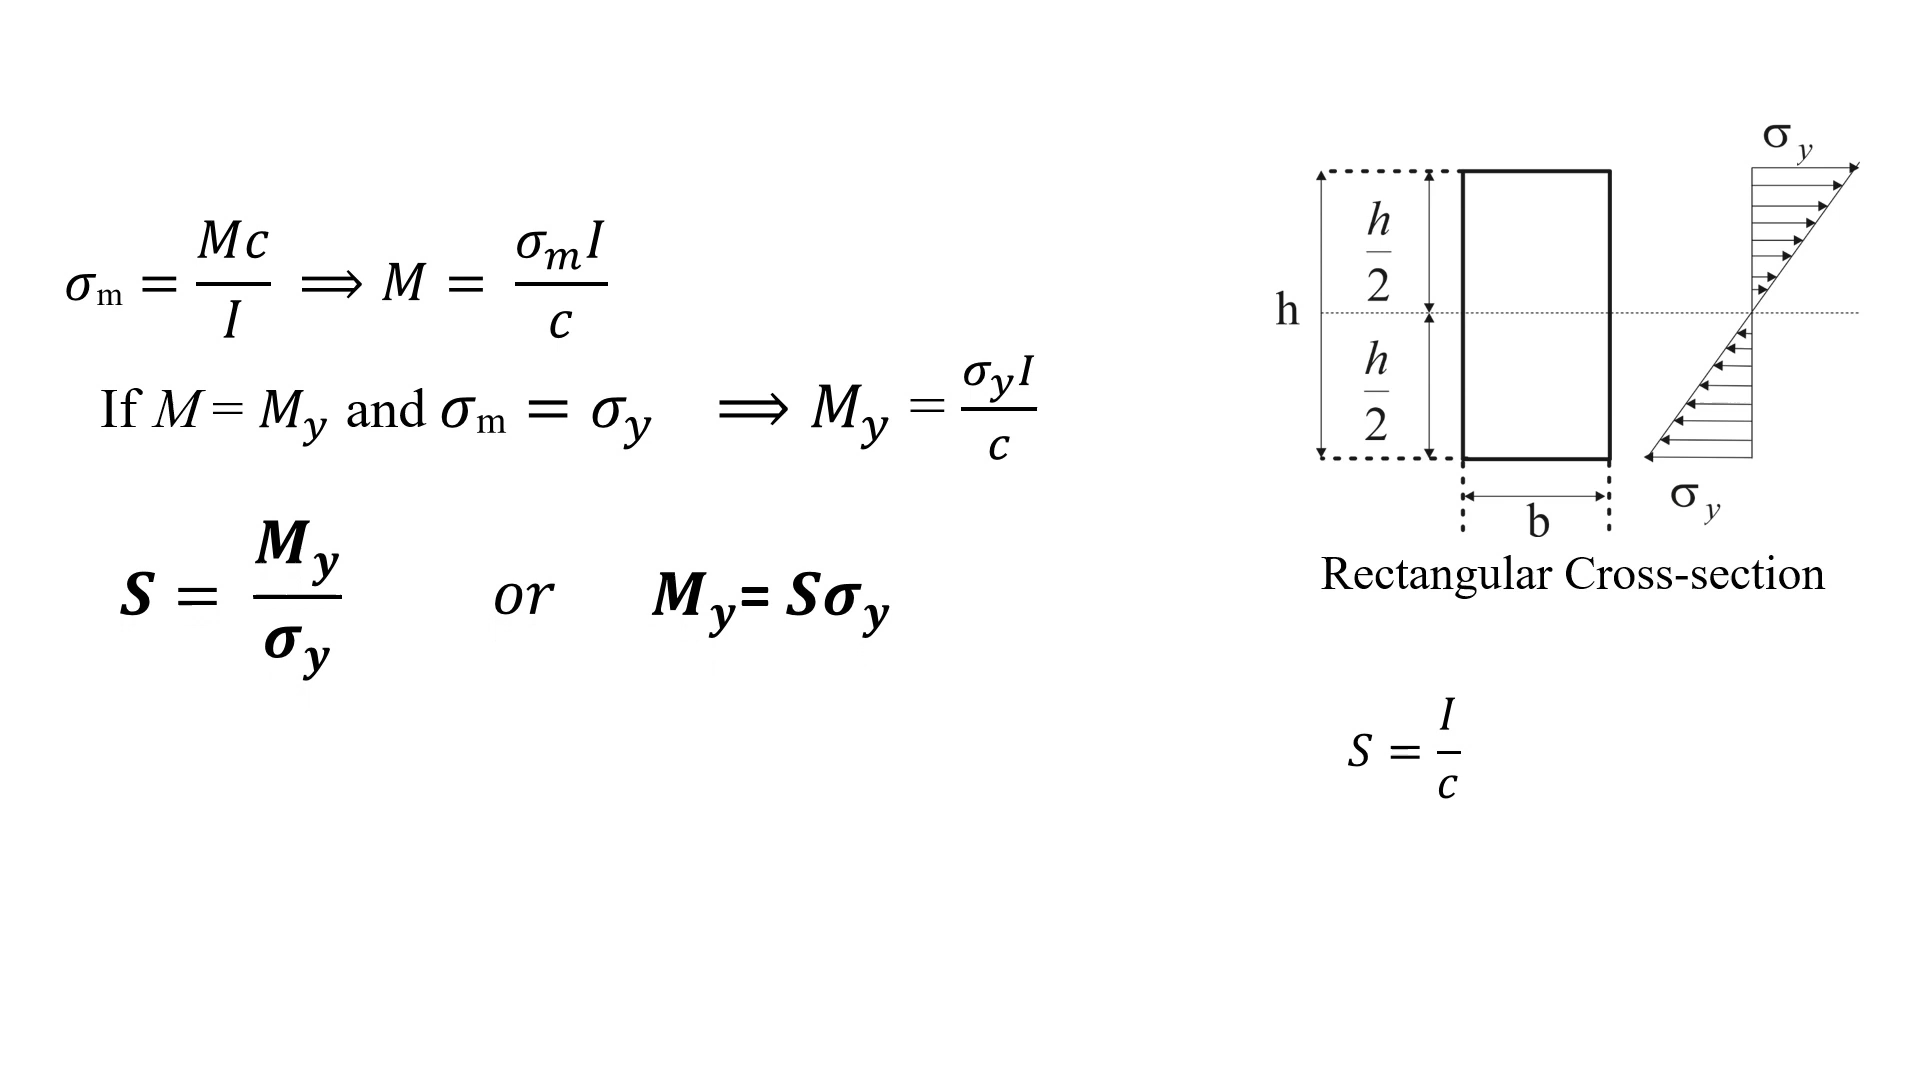 σm = Mc/I ⟹ M = σmI/c
If M = My and σm = σy ⟹ My = σyI/c
S = My/σy or My= Sσy
σy
h
h/2
h/2
σy
b
Rectangular Cross-section
S = I/c